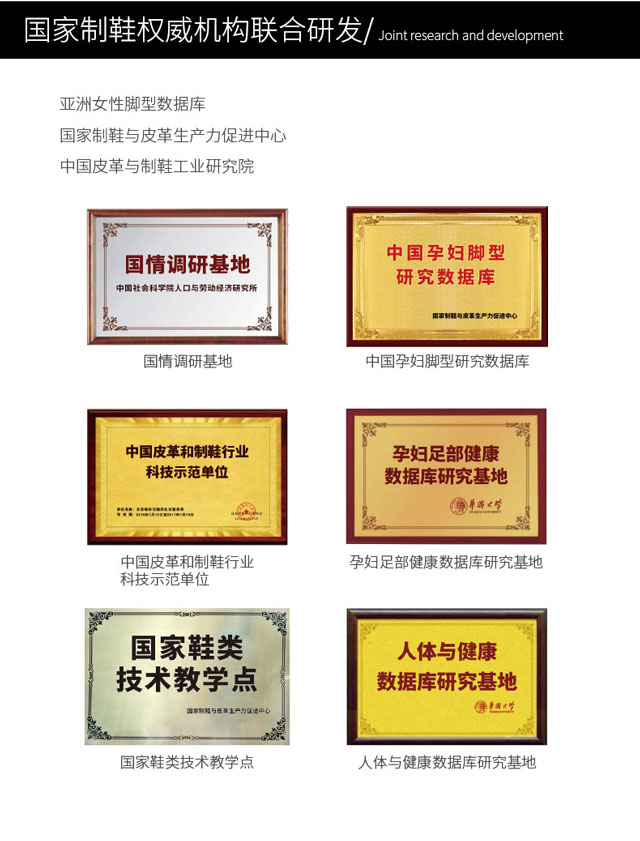 国家制鞋权威机构联合研发/ Joint research and development
亚洲女性脚型数据库
国家制鞋与皮革生产力促进中心
中国皮革与制鞋工业研究院
国情调研基地
中国社会科学院人口与劳动经济研究所
国情调研基地
中国孕妇脚型
研究数据库
国家制鞋与皮革生产力促进中心
中国孕妇脚型研究数据库
中国皮革和制鞋行业
科技示范单位
中国皮革和制鞋行业
科技示范单位
孕妇足部健康
数据库研究基地
華僑大学
孕妇足部健康数据库研究基地
国家鞋类
技术教学点
国家制鞋与皮革生产力促进中心
国家鞋类技术教学点
人体与健康
数据库研究基地
華僑大学
人体与健康数据库研究基地